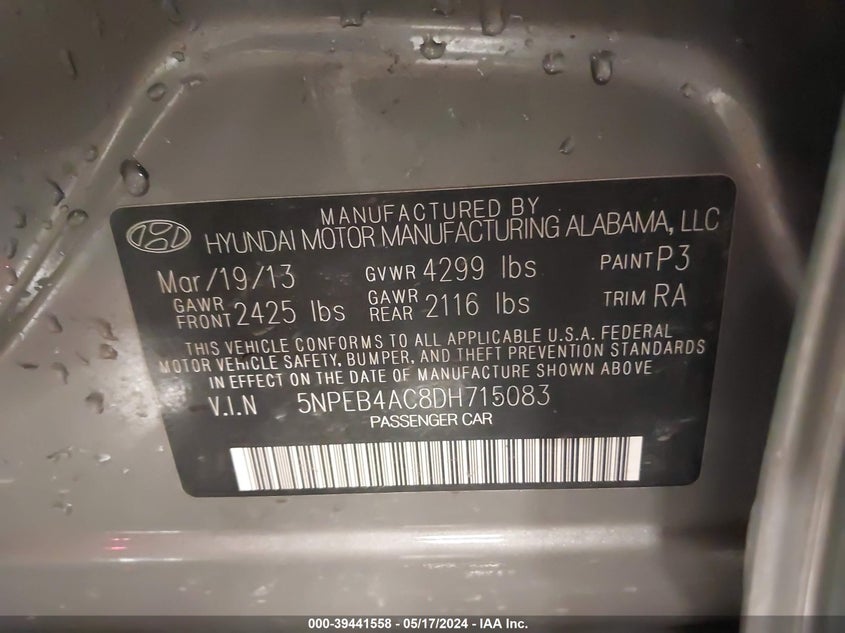 MANUFACTURED BY
HYUNDAI MOTOR MANUFACTURING ALABAMA, LLC
Mar/19/13 GVWR 4299 lbs PAINT P3
GAWR FRONT 2425 lbs GAWR REAR 2116 lbs TRIM RA
THIS VEHICLE CONFORMS TO ALL APPLICABLE U.S.A. FEDERAL
MOTOR VEHICLE SAFETY, BUMPER, AND THEFT PREVENTION STANDARDS
IN EFFECT ON THE DATE OF MANUFACTURE SHOWN ABOVE
V.I.N 5NPEB4AC8DH715083
PASSENGER CAR
000-39441558 - 05/17/2024 - IAA Inc.